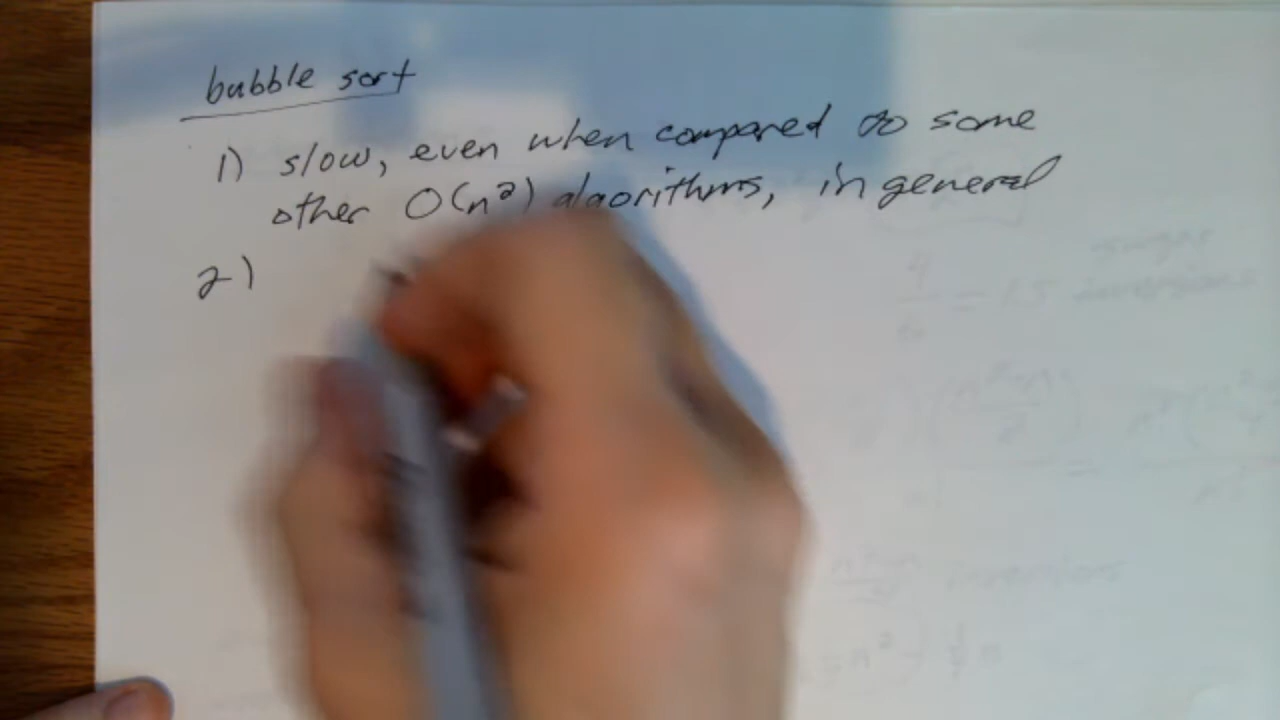 bubble sort
1) slow, even when compared to some
other O(n²) algorithms, in general
2)